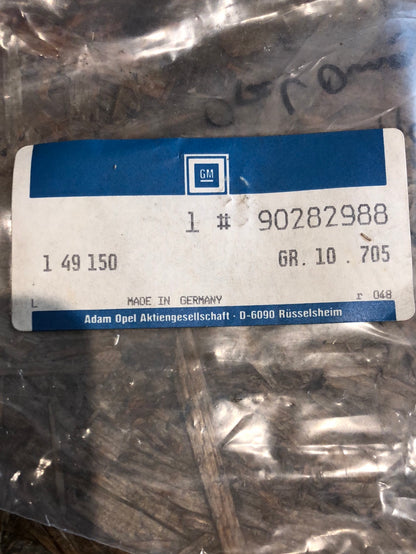 GM
1 # 90282988
1 49 150 GR. 10 . 705
L MADE IN GERMANY r 048
Adam Opel Aktiengesellschaft · D-6090 Rüsselsheim